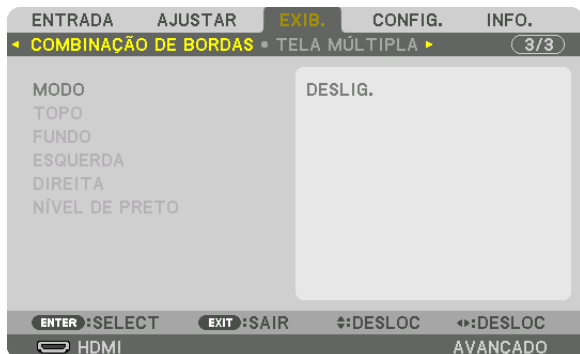 ENTRADA AJUSTAR EXIB. CONFIG. INFO.
COMBINAÇÃO DE BORDAS • TELA MÚLTIPLA 3/3
MODO DESLIG.
TOPO
FUNDO
ESQUERDA
DIREITA
NÍVEL DE PRETO
ENTER :SELECT EXIT :SAIR :DESLOC :DESLOC
HDMI AVANCADO